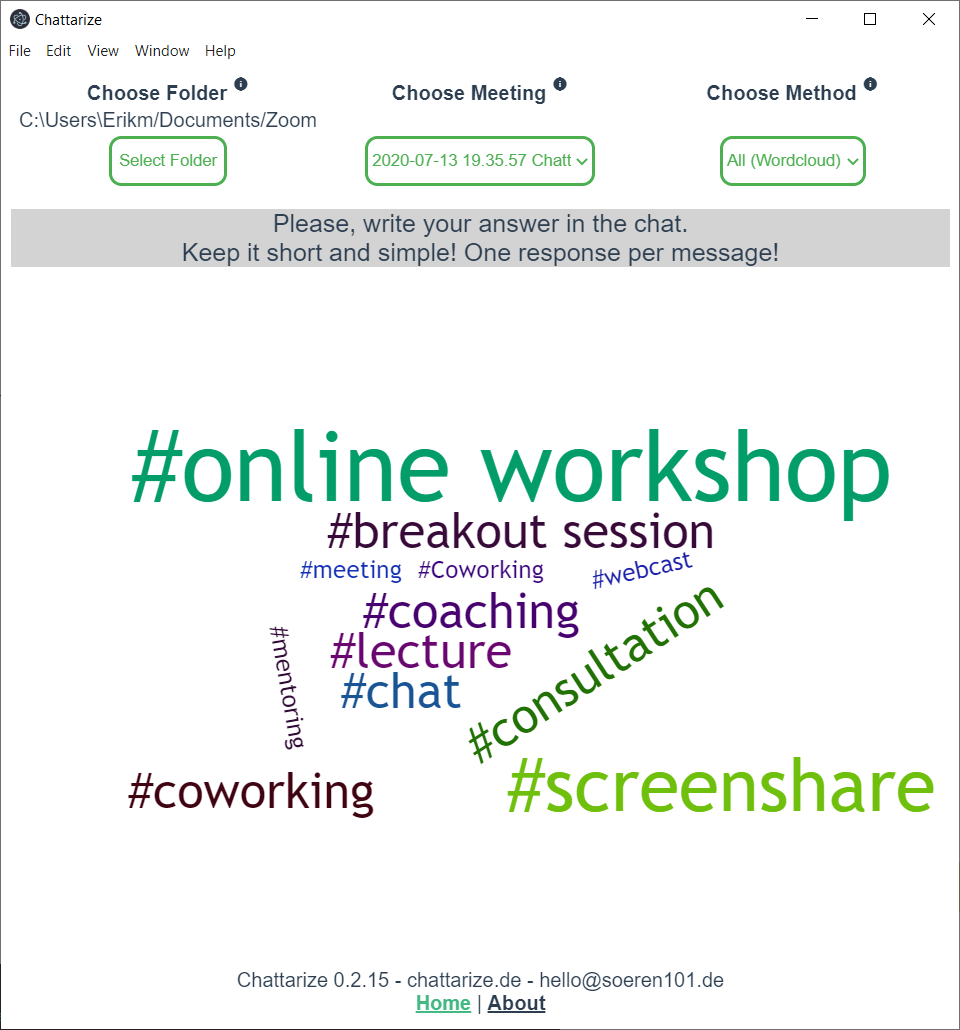 Chattarize
File Edit View Window Help
Choose Folder
Choose Meeting
Choose Method
C:\Users\Erikm/Documents/Zoom
Select Folder
2020-07-13 19.35.57 Chatt
All (Wordcloud)
Please, write your answer in the chat.
Keep it short and simple! One response per message!
#online workshop
#breakout session
#meeting
#Coworking
#webcast
#coaching
#lecture
#mentoring
#chat
#consultation
#coworking
#screenshare
Chattarize 0.2.15 - chattarize.de - hello@soeren101.de
Home | About